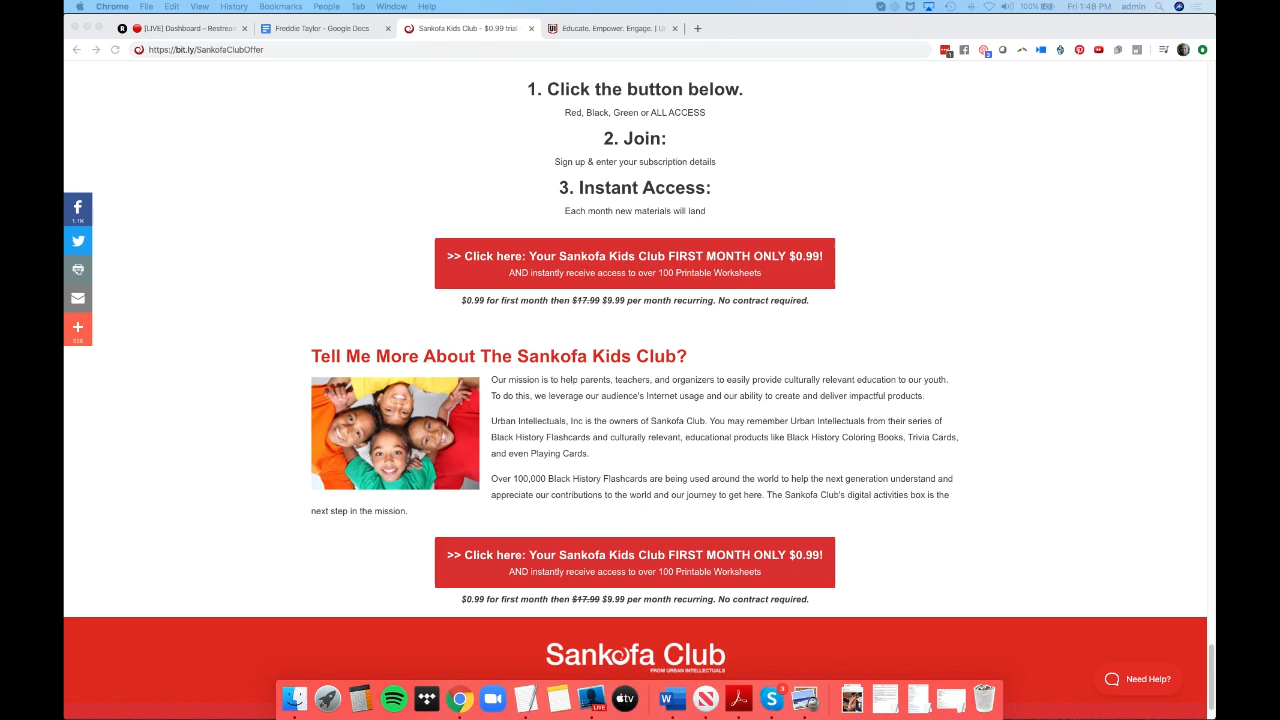 Chrome File Edit View History Bookmarks People Tab Window Help 100% Fri 1:48 PM admin
[LIVE] Dashboard – Restream Freddie Taylor - Google Docs Sankofa Kids Club - $0.99 trial Educate. Empower. Engage. | Ur
https://bit.ly/SankofaClubOffer
1. Click the button below.
Red, Black, Green or ALL ACCESS
2. Join:
Sign up & enter your subscription details
3. Instant Access:
Each month new materials will land
1.1K
>> Click here: Your Sankofa Kids Club FIRST MONTH ONLY $0.99!
AND instantly receive access to over 100 Printable Worksheets
$0.99 for first month then $17.99 $9.99 per month recurring. No contract required.
658
Tell Me More About The Sankofa Kids Club?
Our mission is to help parents, teachers, and organizers to easily provide culturally relevant education to our youth.
To do this, we leverage our audience's Internet usage and our ability to create and deliver impactful products.
Urban Intellectuals, Inc is the owners of Sankofa Club. You may remember Urban Intellectuals from their series of
Black History Flashcards and culturally relevant, educational products like Black History Coloring Books, Trivia Cards,
and even Playing Cards.
Over 100,000 Black History Flashcards are being used around the world to help the next generation understand and
appreciate our contributions to the world and our journey to get here. The Sankofa Club's digital activities box is the
next step in the mission.
>> Click here: Your Sankofa Kids Club FIRST MONTH ONLY $0.99!
AND instantly receive access to over 100 Printable Worksheets
$0.99 for first month then $17.99 $9.99 per month recurring. No contract required.
Sankofa Club
FROM URBAN INTELLECTUALS
Need Help?
LIVE
tv